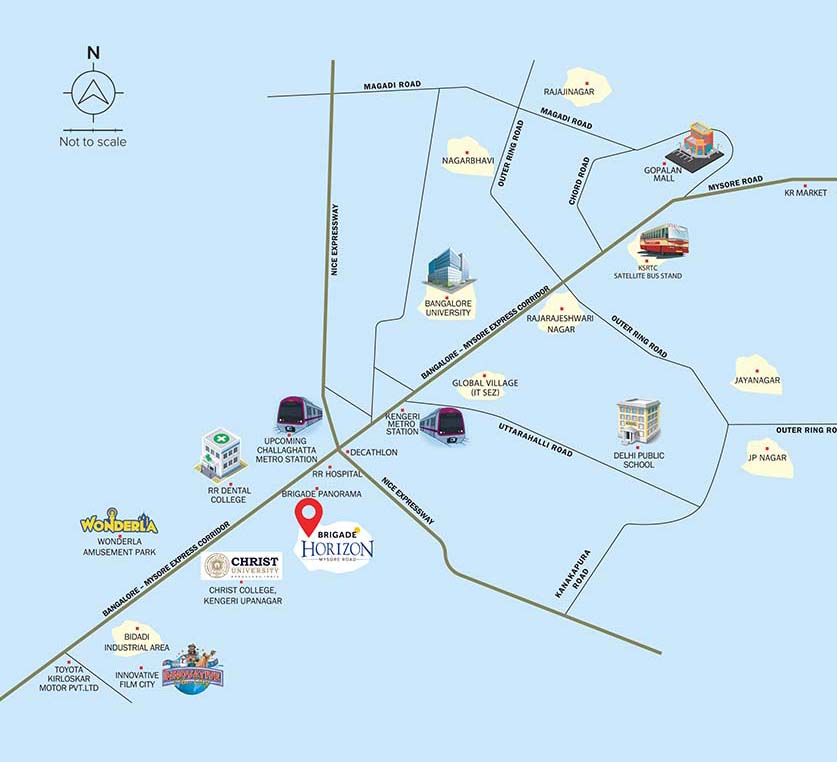 N
Not to scale
MAGADI ROAD
RAJAJINAGAR
MAGADI ROAD
NAGARBHAVI
OUTER RING ROAD
CHORD ROAD
GOPALAN
MALL
MYSORE ROAD
KR MARKET
NICE EXPRESSWAY
KSRTC
SATELLITE BUS STAND
BANGALORE
UNIVERSITY
BANGALORE – MYSORE EXPRESS CORRIDOR
RAJARAJESHWARI
NAGAR
OUTER RING ROAD
GLOBAL VILLAGE
(IT SEZ)
JAYANAGAR
KENGERI
METRO
STATION
UTTARAHALLI ROAD
OUTER RING RO
UPCOMING
CHALLAGHATTA
METRO STATION
DECATHLON
DELHI PUBLIC
SCHOOL
JP NAGAR
RR HOSPITAL
RR DENTAL
COLLEGE
BRIGADE PANORAMA
NICE EXPRESSWAY
WONDERLA
WONDERLA
AMUSEMENT PARK
BRIGADE
HORIZON
MYSORE ROAD
BANGALORE – MYSORE EXPRESS CORRIDOR
CHRIST
UNIVERSITY
CHRIST COLLEGE,
KENGERI UPANAGAR
KANAKAPURA
ROAD
BIDADI
INDUSTRIAL AREA
TOYOTA
KIRLOSKAR
MOTOR PVT.LTD
INNOVATIVE
FILM CITY
INNOVATIVE